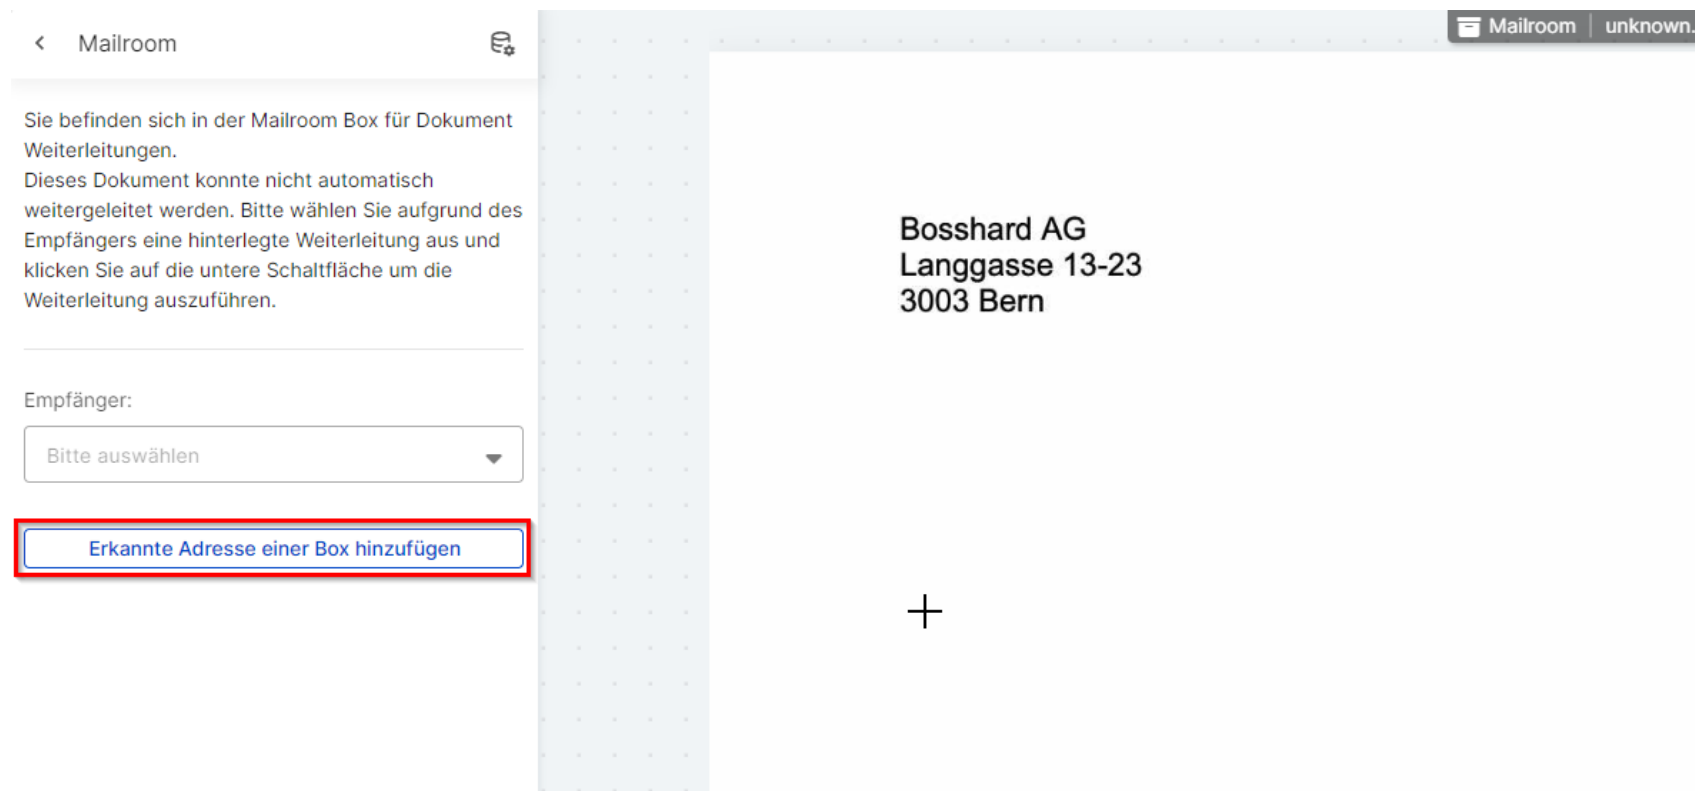 Mailroom
Sie befinden sich in der Mailroom Box für Dokument
Weiterleitungen.
Dieses Dokument konnte nicht automatisch
weitergeleitet werden. Bitte wählen Sie aufgrund des
Empfängers eine hinterlegte Weiterleitung aus und
klicken Sie auf die untere Schaltfläche um die
Weiterleitung auszuführen.
Empfänger:
Bitte auswählen
Erkannte Adresse einer Box hinzufügen
Mailroom | unknown.
Bosshard AG
Langgasse 13-23
3003 Bern